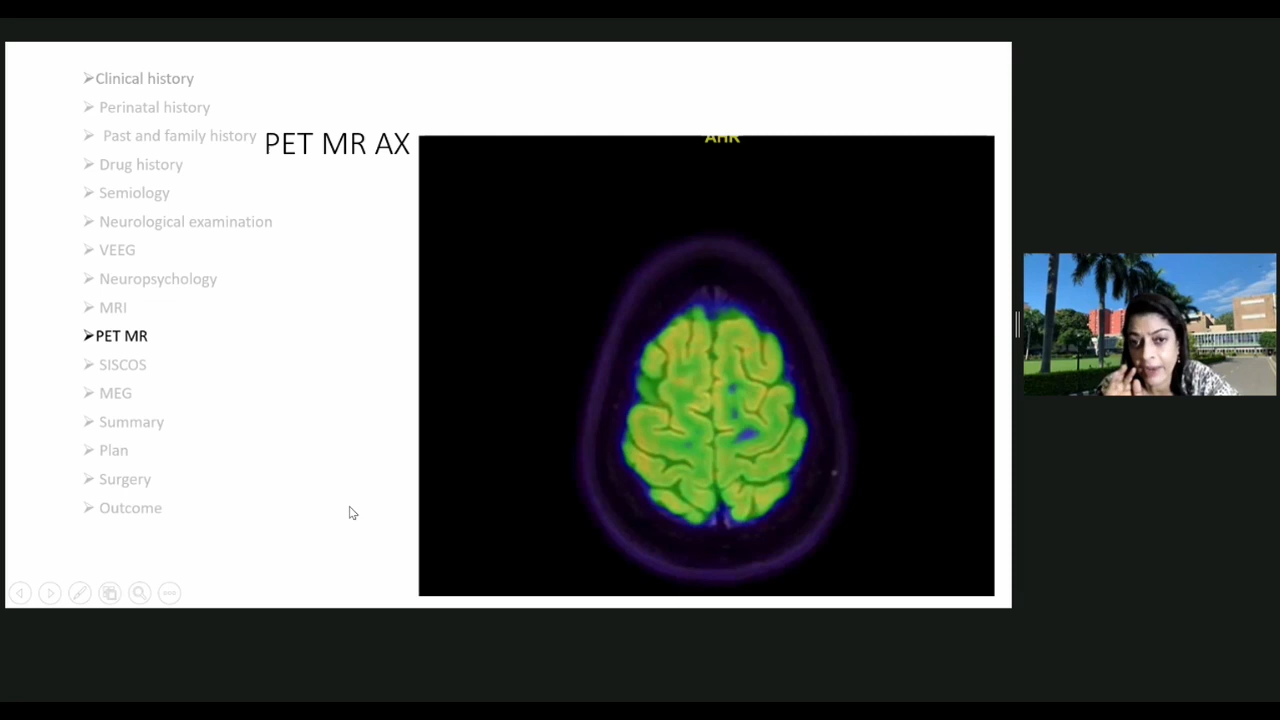 ➢Clinical history
➢ Perinatal history
➢ Past and family history
PET MR AX
AHR
➢ Drug history
➢ Semiology
➢ Neurological examination
➢ VEEG
➢ Neuropsychology
➢ MRI
➢PET MR
➢ SISCOS
➢ MEG
➢ Summary
➢ Plan
➢ Surgery
➢ Outcome